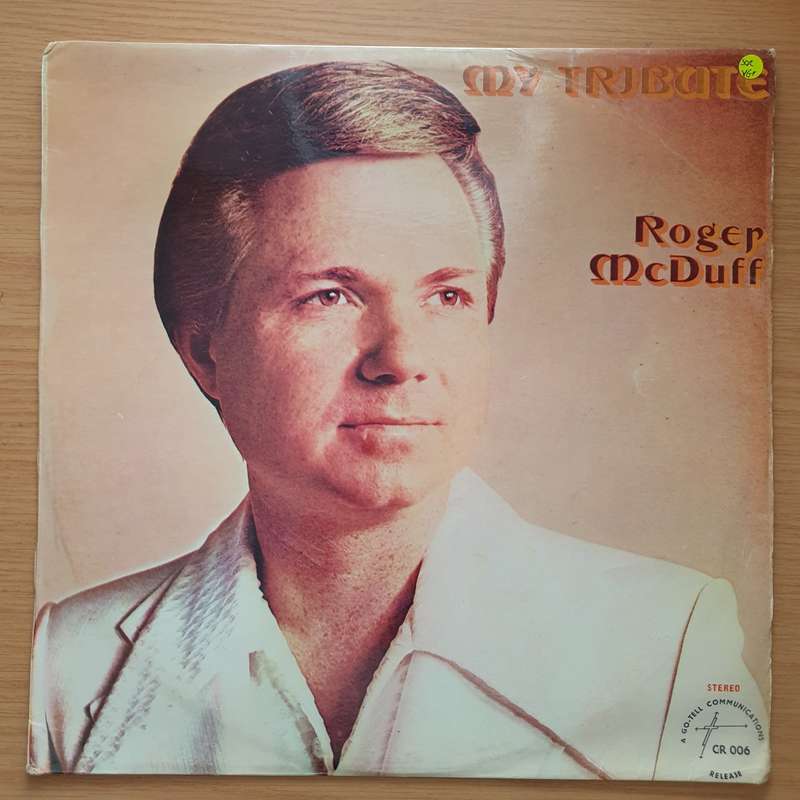 MY TRIBUTE
Roger
McDuff
STEREO
A GO-TELL COMMUNICATIONS
CR 006
RELEASE